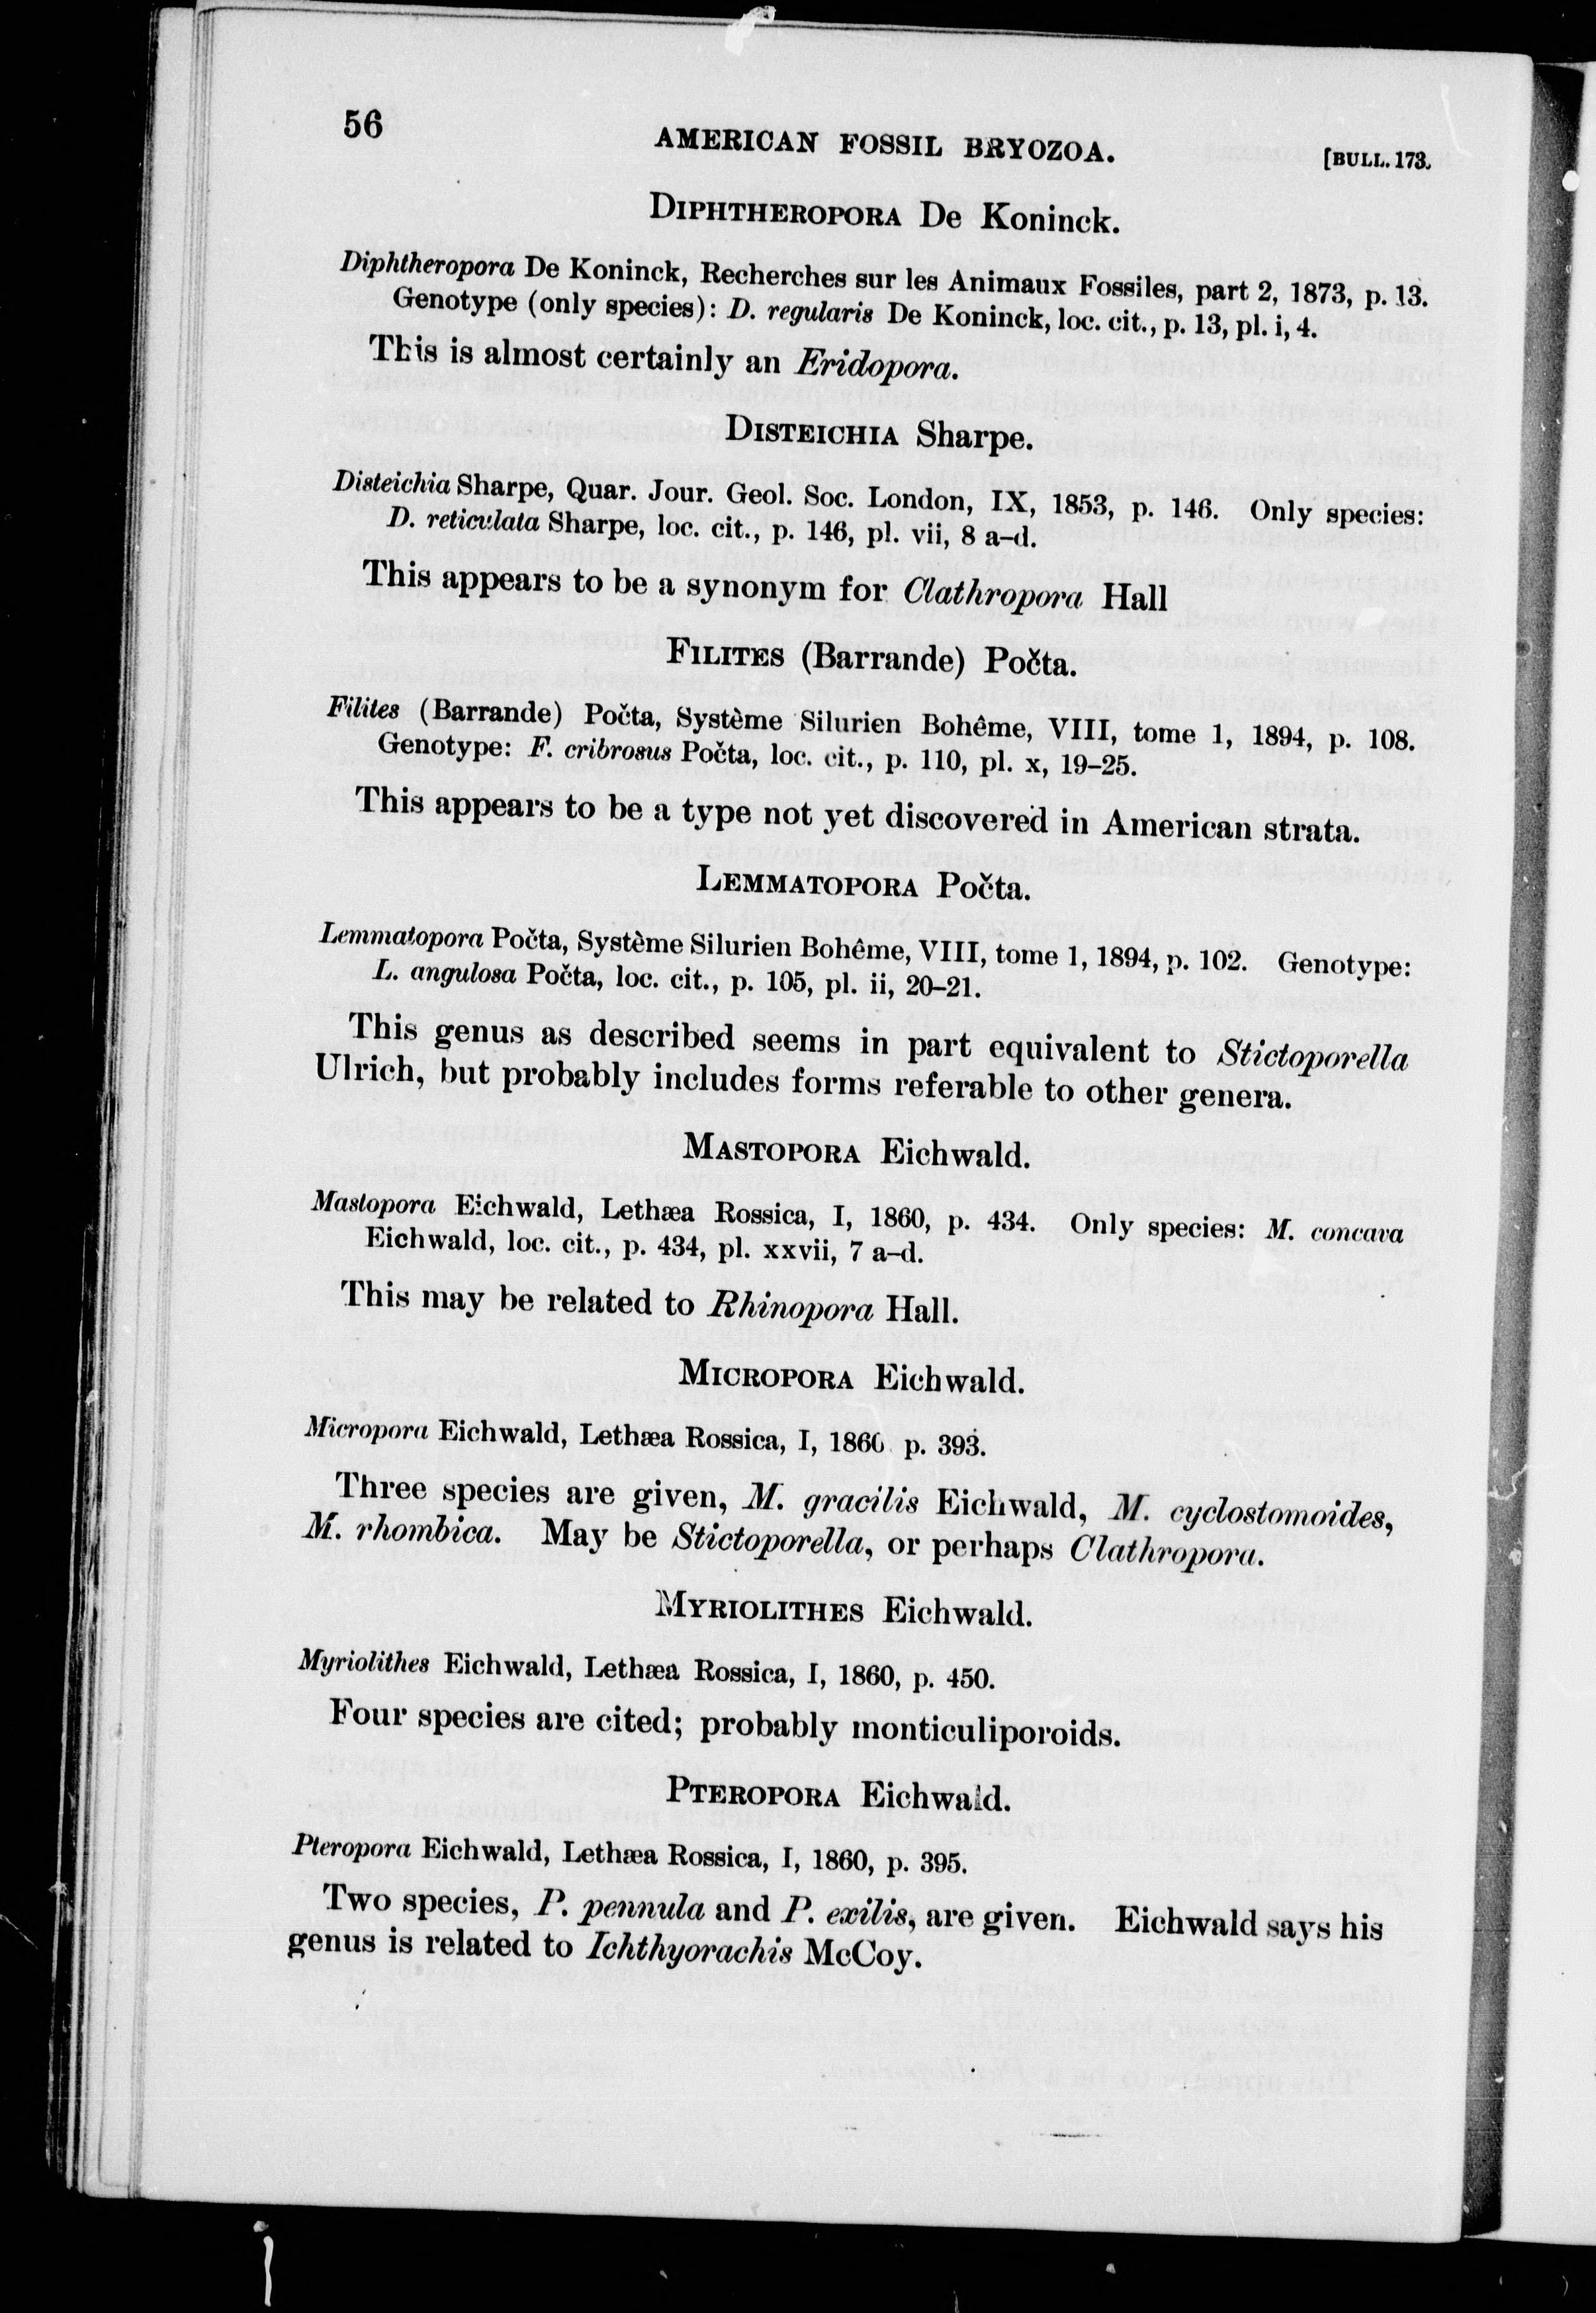 56
AMERICAN FOSSIL BRYOZOA.
[BULL. 173.
DIPHTHEROPORA De Koninck.
Diphtheropora De Koninck, Recherches sur les Animaux Fossiles, part 2, 1873, p. 13.
Genotype (only species): D. regularis De Koninck, loc. cit., p. 13, pl. i, 4.
This is almost certainly an Eridopora.
DISTEICHIA Sharpe.
Disteichia Sharpe, Quar. Jour. Geol. Soc. London, IX, 1853, p. 146. Only species:
D. reticulata Sharpe, loc. cit., p. 146, pl. vii, 8 a–d.
This appears to be a synonym for Clathropora Hall
FILITES (Barrande) Počta.
Filites (Barrande) Počta, Système Silurien Bohême, VIII, tome 1, 1894, p. 108.
Genotype: F. cribrosus Počta, loc. cit., p. 110, pl. x, 19–25.
This appears to be a type not yet discovered in American strata.
LEMMATOPORA Počta.
Lemmatopora Počta, Système Silurien Bohême, VIII, tome 1, 1894, p. 102. Genotype:
L. angulosa Počta, loc. cit., p. 105, pl. ii, 20–21.
This genus as described seems in part equivalent to Stictoporella
Ulrich, but probably includes forms referable to other genera.
MASTOPORA Eichwald.
Mastopora Eichwald, Lethæa Rossica, I, 1860, p. 434. Only species: M. concava
Eichwald, loc. cit., p. 434, pl. xxvii, 7 a–d.
This may be related to Rhinopora Hall.
MICROPORA Eichwald.
Micropora Eichwald, Lethæa Rossica, I, 1860 p. 393.
Three species are given, M. gracilis Eichwald, M. cyclostomoides,
M. rhombica. May be Stictoporella, or perhaps Clathropora.
MYRIOLITHES Eichwald.
Myriolithes Eichwald, Lethæa Rossica, I, 1860, p. 450.
Four species are cited; probably monticuliporoids.
PTEROPORA Eichwald.
Pteropora Eichwald, Lethæa Rossica, I, 1860, p. 395.
Two species, P. pennula and P. exilis, are given. Eichwald says his
genus is related to Ichthyorachis McCoy.